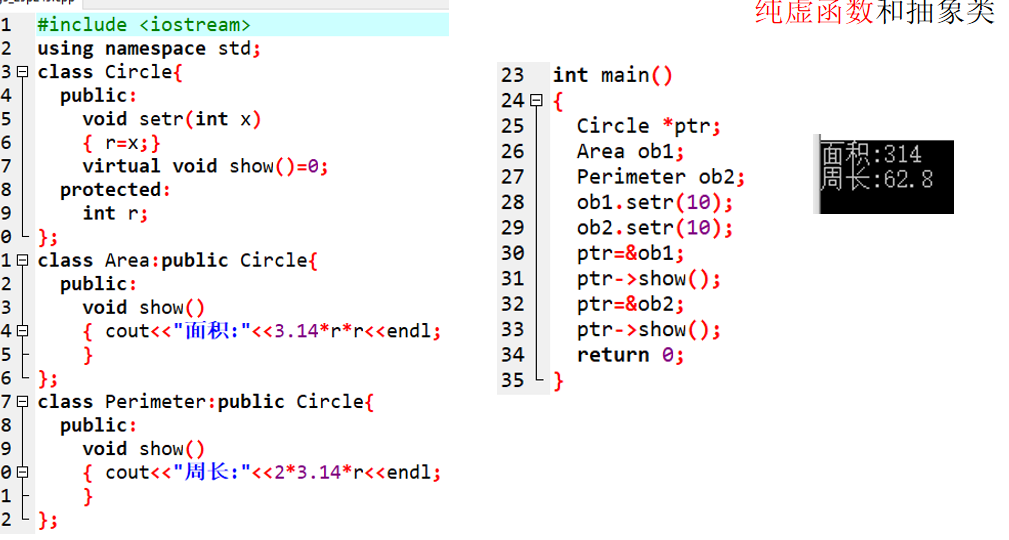 纯虚函数和抽象类
1 #include <iostream>
2 using namespace std;
3 class Circle{
4 public:
5 void setr(int x)
6 { r=x;}
7 virtual void show()=0;
8 protected:
9 int r;
0 };
1 class Area:public Circle{
2 public:
3 void show()
4 { cout<<"面积:"<<3.14*r*r<<endl;
5 }
6 };
7 class Perimeter:public Circle{
8 public:
9 void show()
0 { cout<<"周长:"<<2*3.14*r<<endl;
1 }
2 };
23 int main()
24 {
25 Circle *ptr;
26 Area ob1;
27 Perimeter ob2;
28 ob1.setr(10);
29 ob2.setr(10);
30 ptr=&ob1;
31 ptr->show();
32 ptr=&ob2;
33 ptr->show();
34 return 0;
35 }
面积:314
周长:62.8